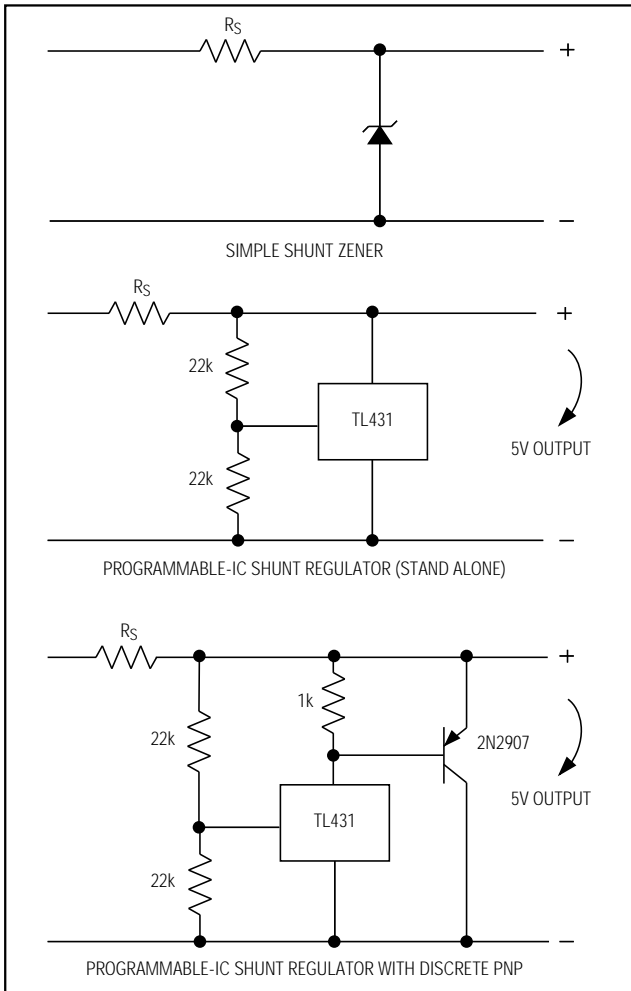 RS
+
−
SIMPLE SHUNT ZENER
RS
+
22k
TL431
5V OUTPUT
22k
−
PROGRAMMABLE-IC SHUNT REGULATOR (STAND ALONE)
RS
+
1k
22k
2N2907
5V OUTPUT
TL431
22k
−
PROGRAMMABLE-IC SHUNT REGULATOR WITH DISCRETE PNP